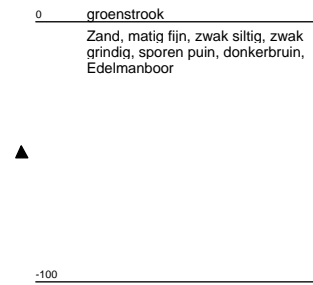 0 groenstrook
Zand, matig fijn, zwak siltig, zwak
grindig, sporen puin, donkerbruin,
Edelmanboor
-100